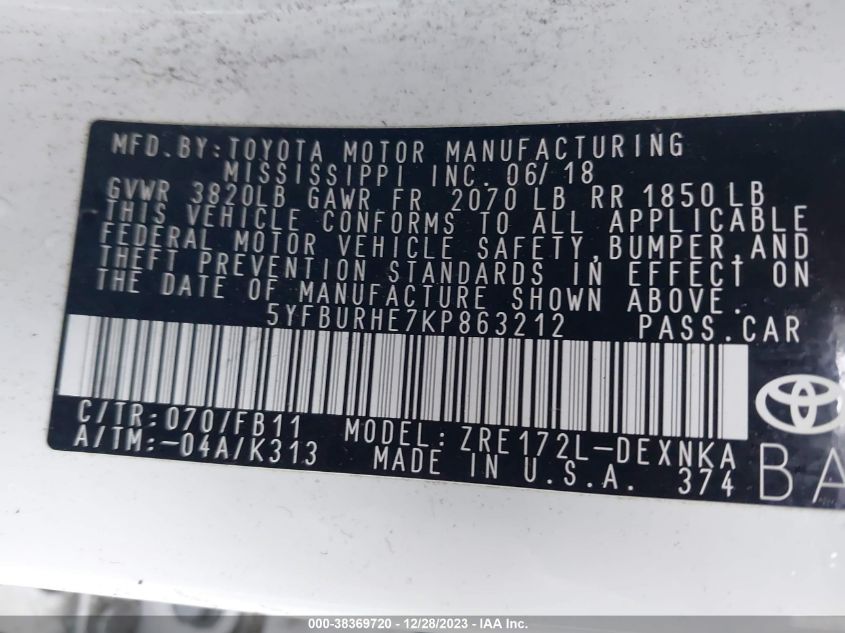 MFD.BY:TOYOTA MOTOR MANUFACTURING
MISSISSIPPI INC. 06/18
GVWR 3820LB GAWR FR 2070 LB RR 1850 LB
THIS VEHICLE CONFORMS TO ALL APPLICABLE
FEDERAL MOTOR VEHICLE SAFETY,BUMPER,AND
THEFT PREVENTION STANDARDS IN EFFECT ON
THE DATE OF MANUFACTURE SHOWN ABOVE.
5YFBURHE7KP863212 PASS.CAR
C/TR:070/FB11 MODEL:ZRE172L-DEXNKA
A/TM:-04A/K313 MADE IN U.S.A. 374
BA
000-38369720 - 12/28/2023 - IAA Inc.